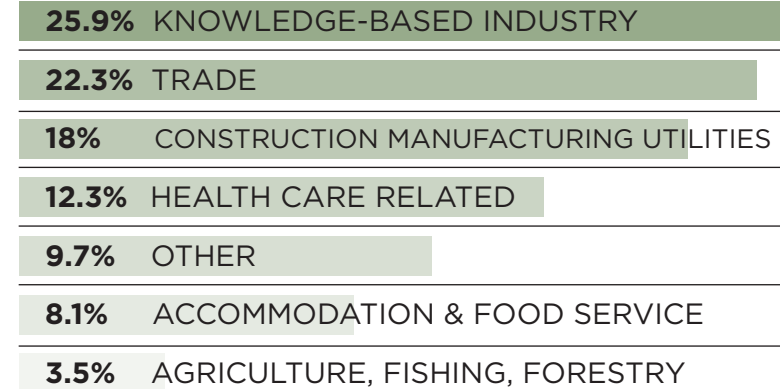 25.9% KNOWLEDGE-BASED INDUSTRY
22.3% TRADE
18% CONSTRUCTION MANUFACTURING UTILITIES
12.3% HEALTH CARE RELATED
9.7% OTHER
8.1% ACCOMMODATION & FOOD SERVICE
3.5% AGRICULTURE, FISHING, FORESTRY